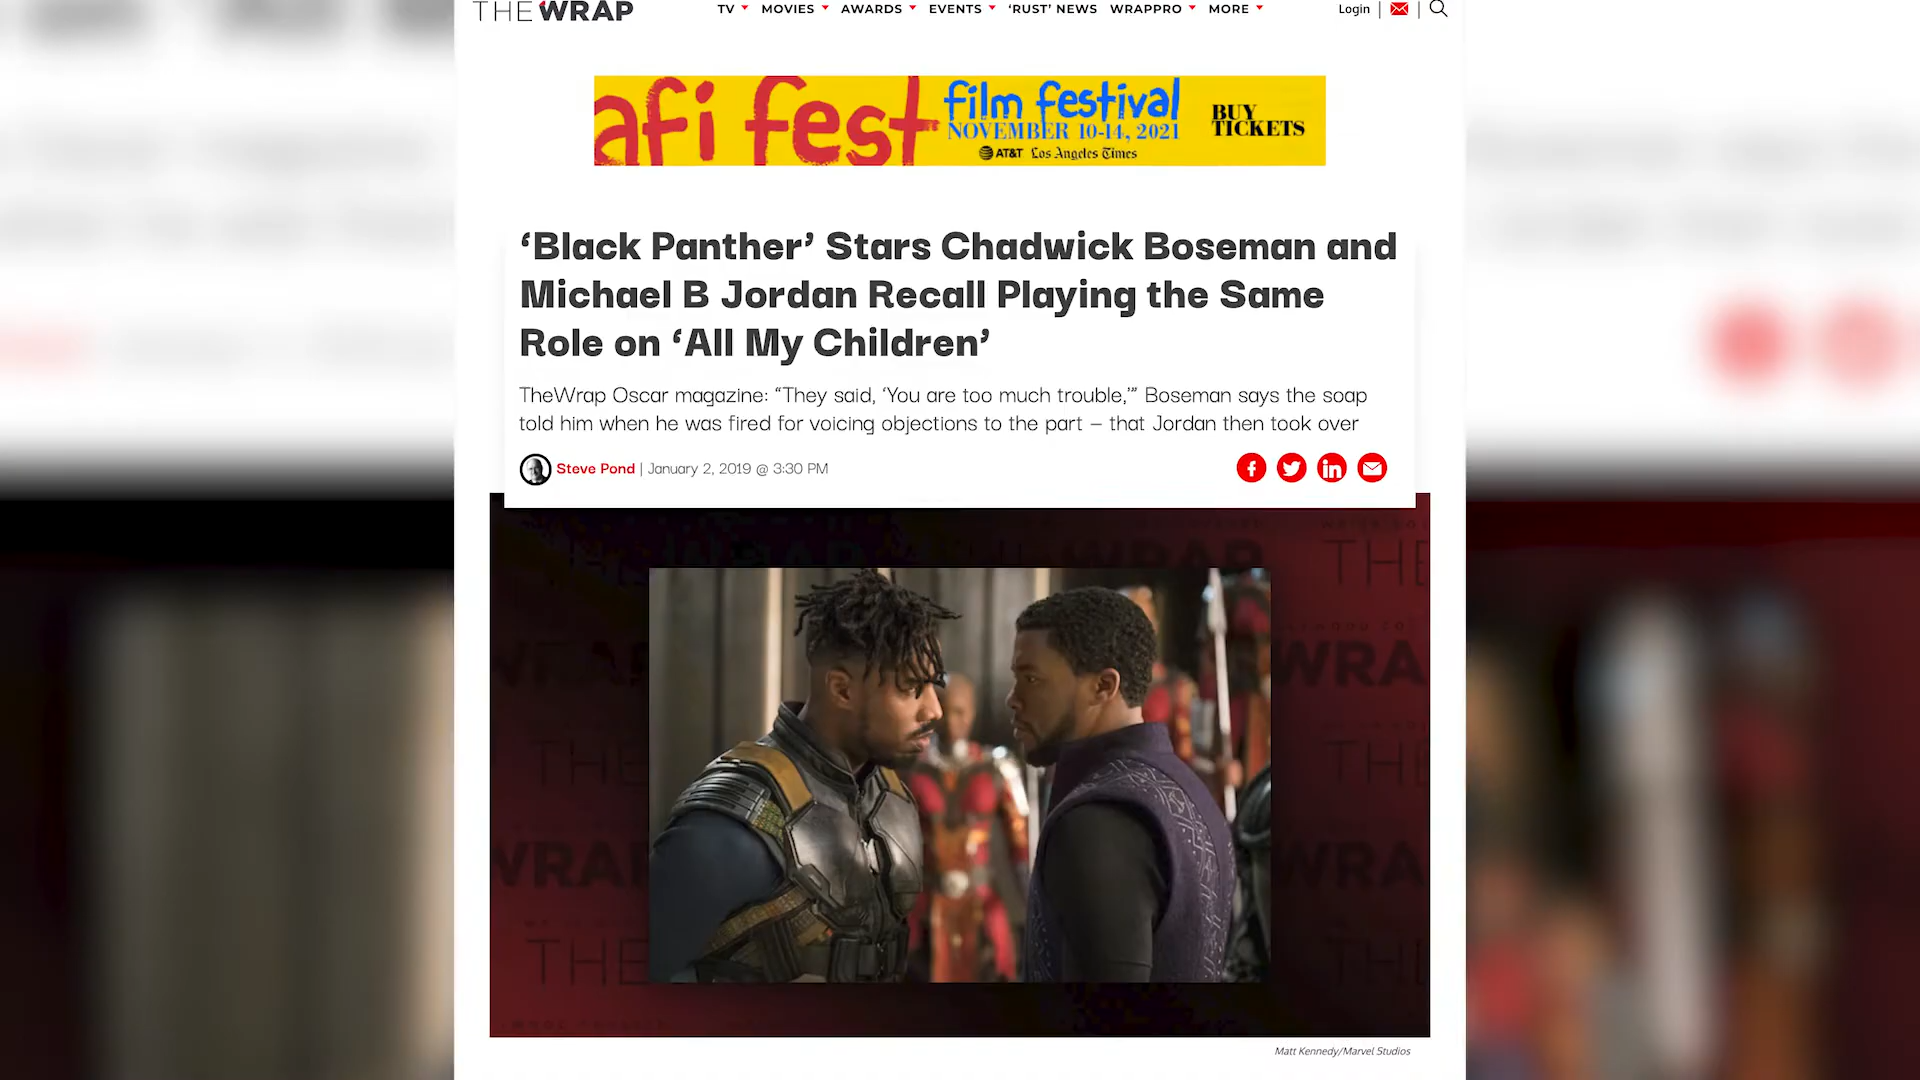 THE WRAP
TV MOVIES AWARDS EVENTS ‘RUST’ NEWS WRAPPRO MORE Login
afi fest
film festival
NOVEMBER 10-14, 2021
AT&T Los Angeles Times
BUY
TICKETS
‘Black Panther’ Stars Chadwick Boseman and
Michael B Jordan Recall Playing the Same
Role on ‘All My Children’
TheWrap Oscar magazine: “They said, ‘You are too much trouble,’” Boseman says the soap
told him when he was fired for voicing objections to the part – that Jordan then took over
Steve Pond | January 2, 2019 @ 3:30 PM
Matt Kennedy/Marvel Studios